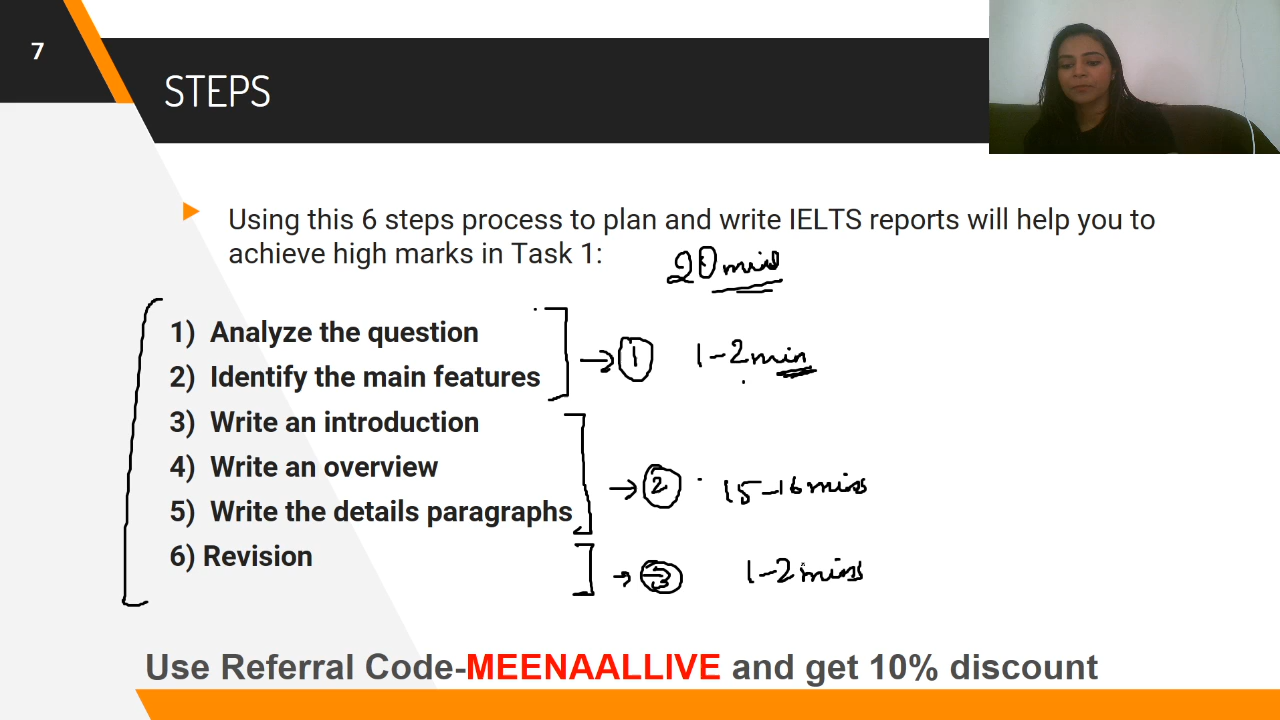 7
STEPS
Using this 6 steps process to plan and write IELTS reports will help you to
achieve high marks in Task 1:
20 mins
1) Analyze the question
2) Identify the main features
→ 1 1-2 min
3) Write an introduction
4) Write an overview
5) Write the details paragraphs
→ 2 15-16 mins
6) Revision
→ 3 1-2 mins
Use Referral Code-MEENAALLIVE and get 10% discount